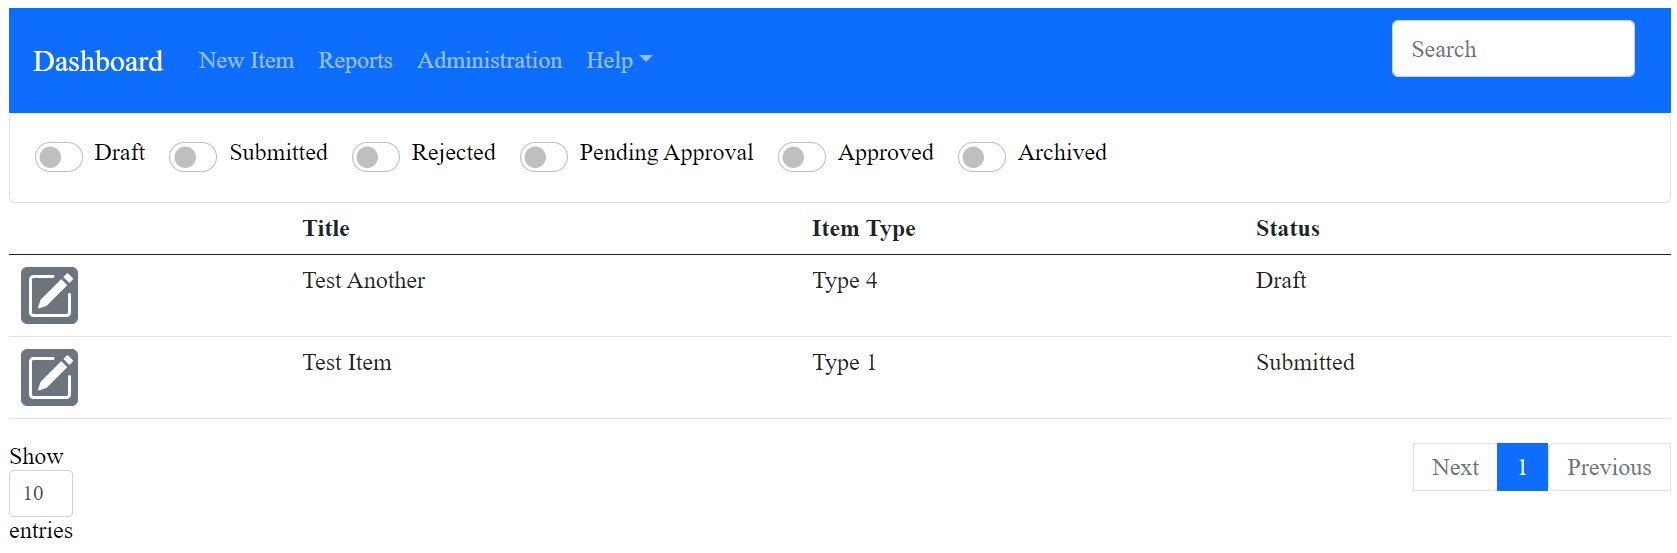 Dashboard New Item Reports Administration Help Search
Draft Submitted Rejected Pending Approval Approved Archived
Title Item Type Status
Test Another Type 4 Draft
Test Item Type 1 Submitted
Show
10
entries
Next 1 Previous